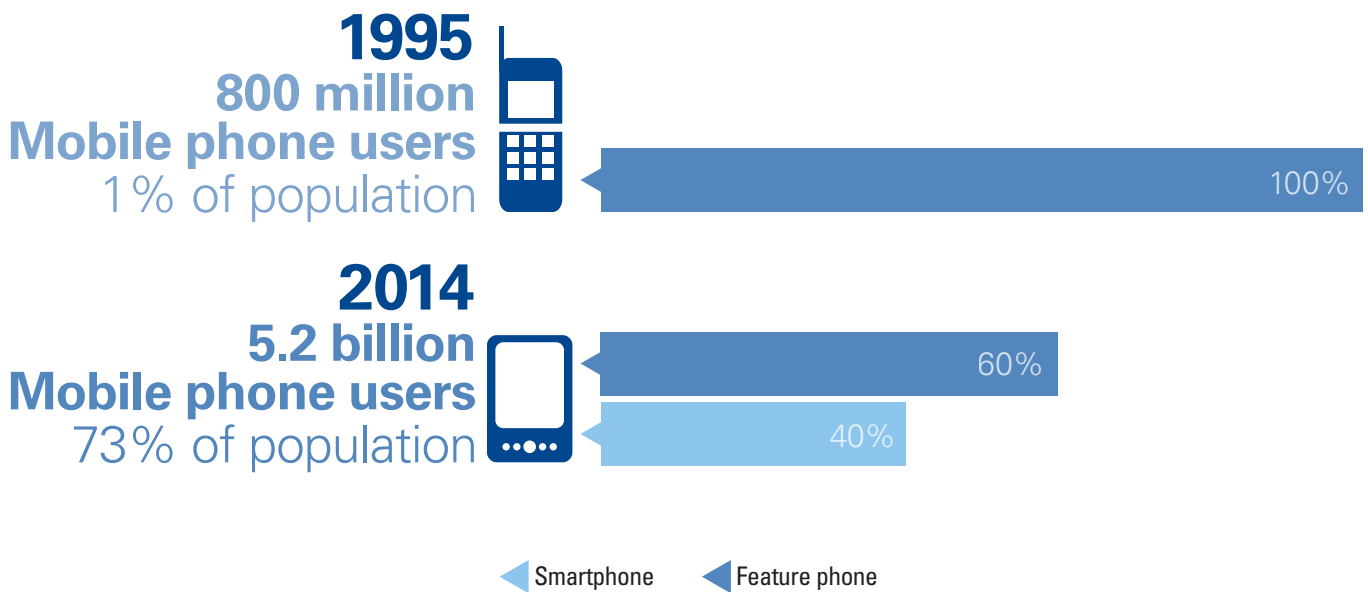 1995
800 million
Mobile phone users
1% of population
100%
2014
5.2 billion
Mobile phone users
73% of population
60%
40%
Smartphone
Feature phone